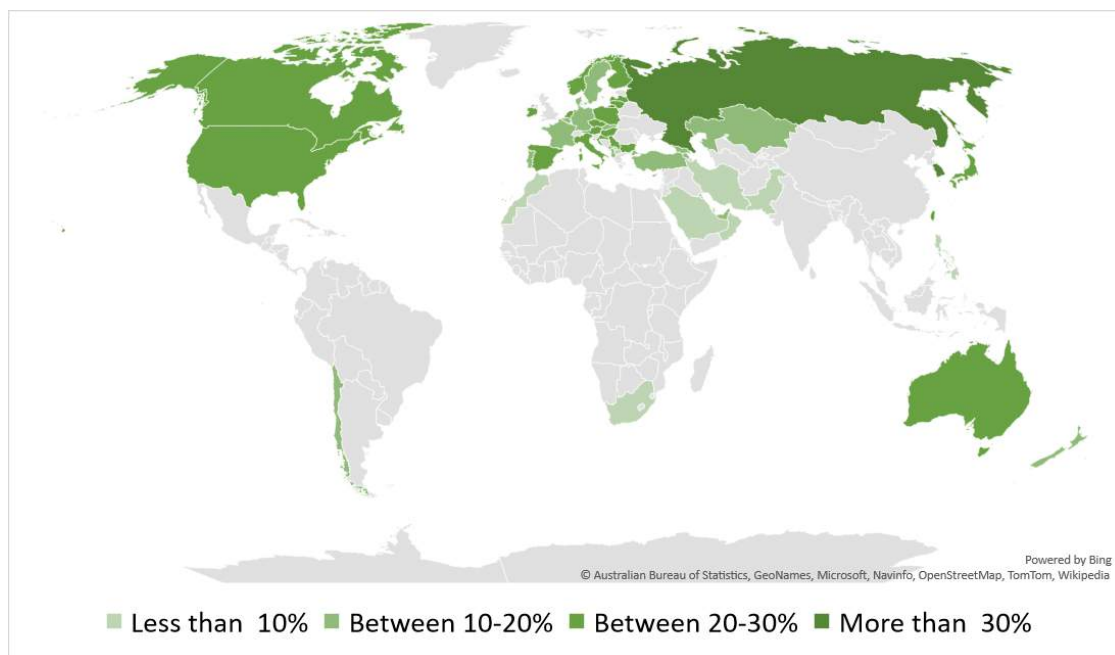 Powered by Bing
© Australian Bureau of Statistics, GeoNames, Microsoft, Navinfo, OpenStreetMap, TomTom, Wikipedia
Less than 10% Between 10-20% Between 20-30% More than 30%